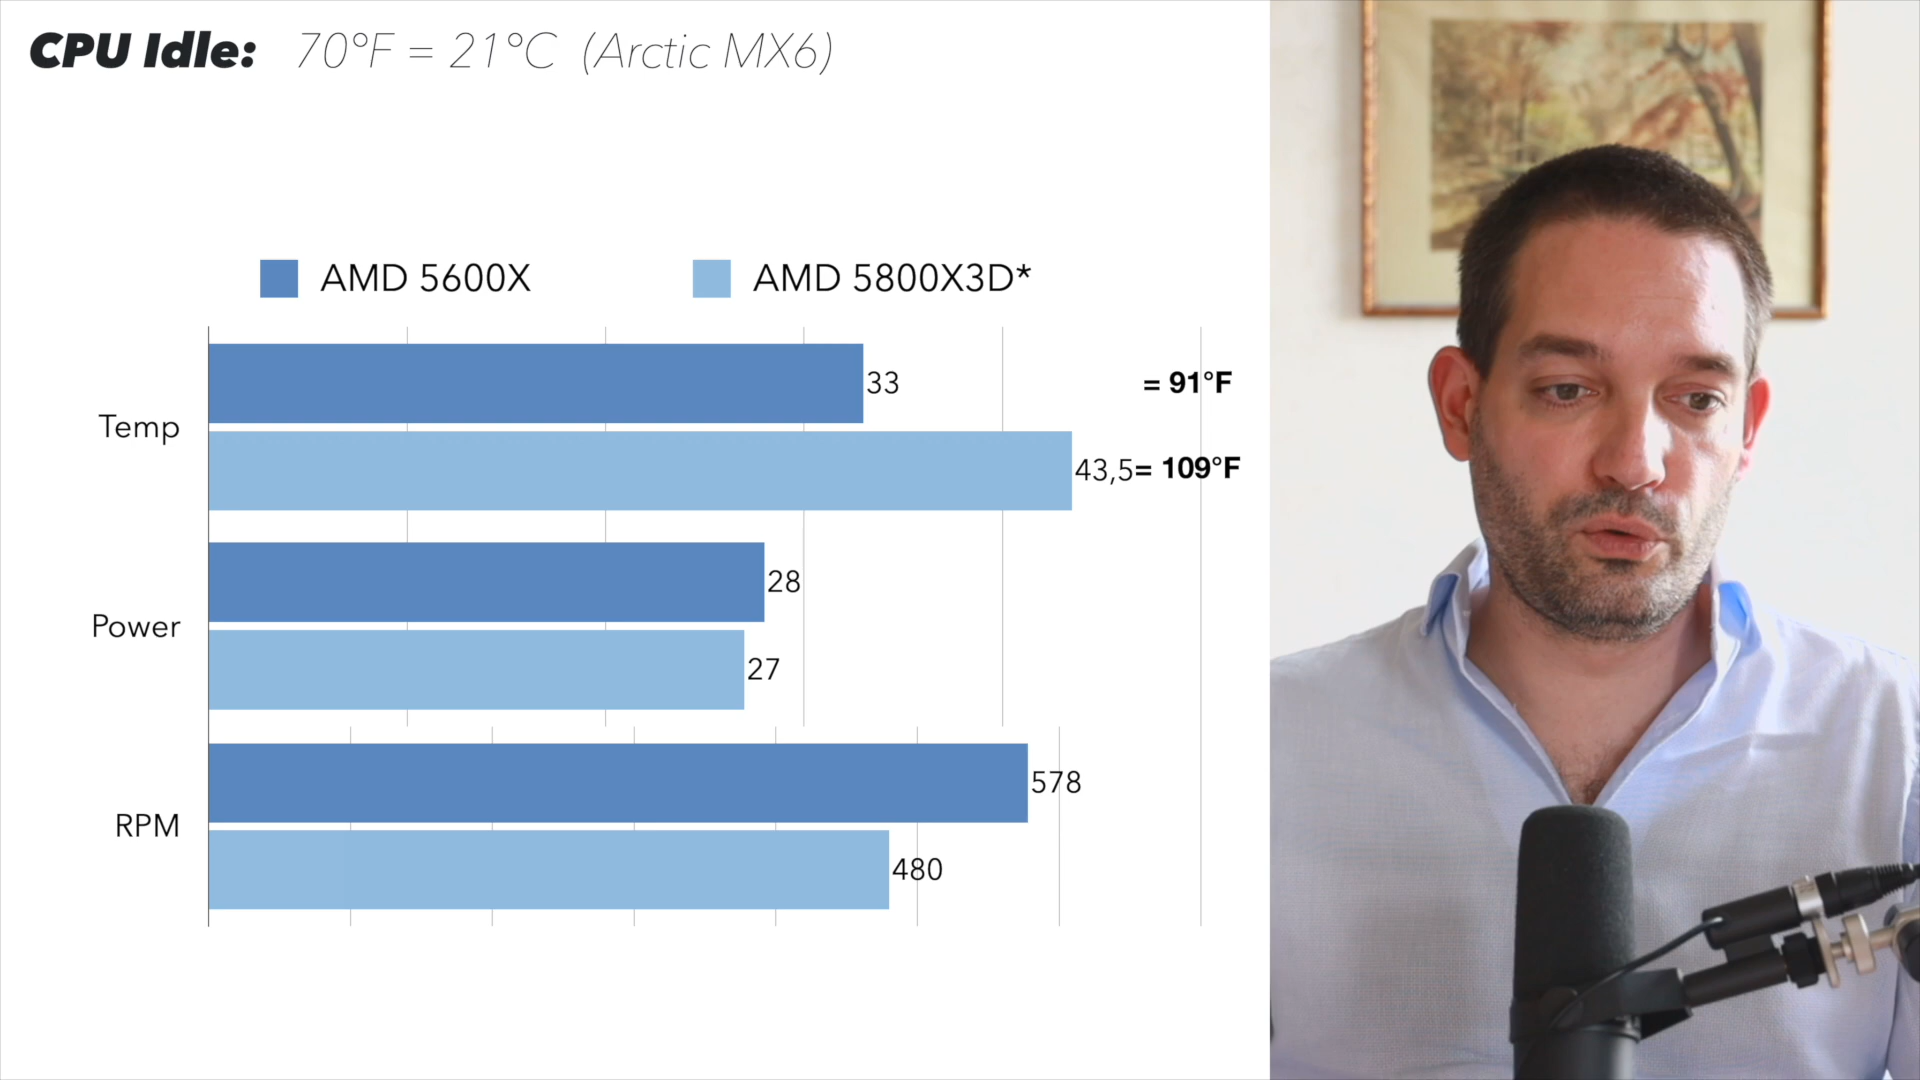 CPU Idle: 70°F = 21°C (Arctic MX6)
AMD 5600X AMD 5800X3D*
33 = 91°F
Temp
43,5= 109°F
28
Power
27
578
RPM
480